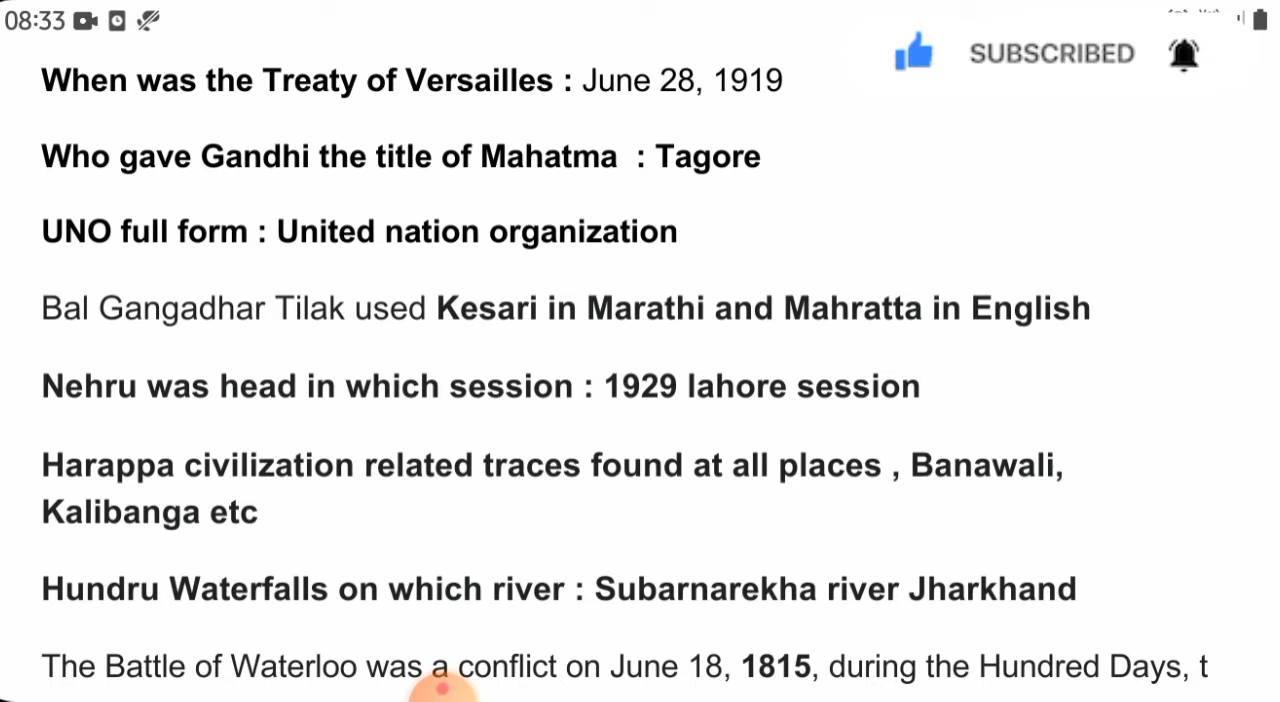 08:33
SUBSCRIBED
When was the Treaty of Versailles : June 28, 1919
Who gave Gandhi the title of Mahatma : Tagore
UNO full form : United nation organization
Bal Gangadhar Tilak used Kesari in Marathi and Mahratta in English
Nehru was head in which session : 1929 lahore session
Harappa civilization related traces found at all places , Banawali,
Kalibanga etc
Hundru Waterfalls on which river : Subarnarekha river Jharkhand
The Battle of Waterloo was a conflict on June 18, 1815, during the Hundred Days, t